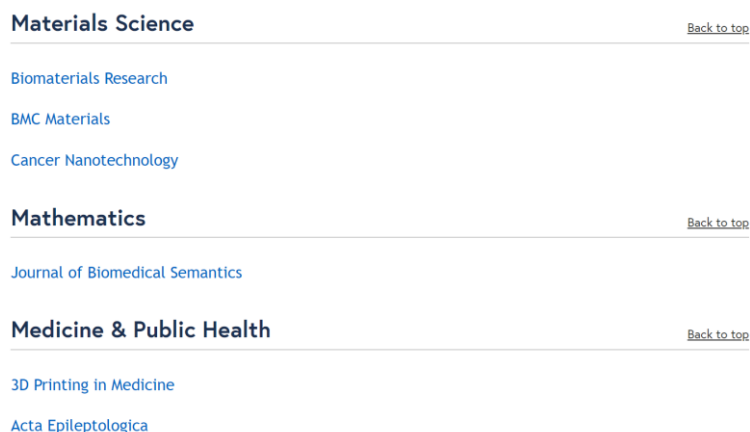 Materials Science
Back to top
Biomaterials Research
BMC Materials
Cancer Nanotechnology
Mathematics
Back to top
Journal of Biomedical Semantics
Medicine & Public Health
Back to top
3D Printing in Medicine
Acta Epileptologica